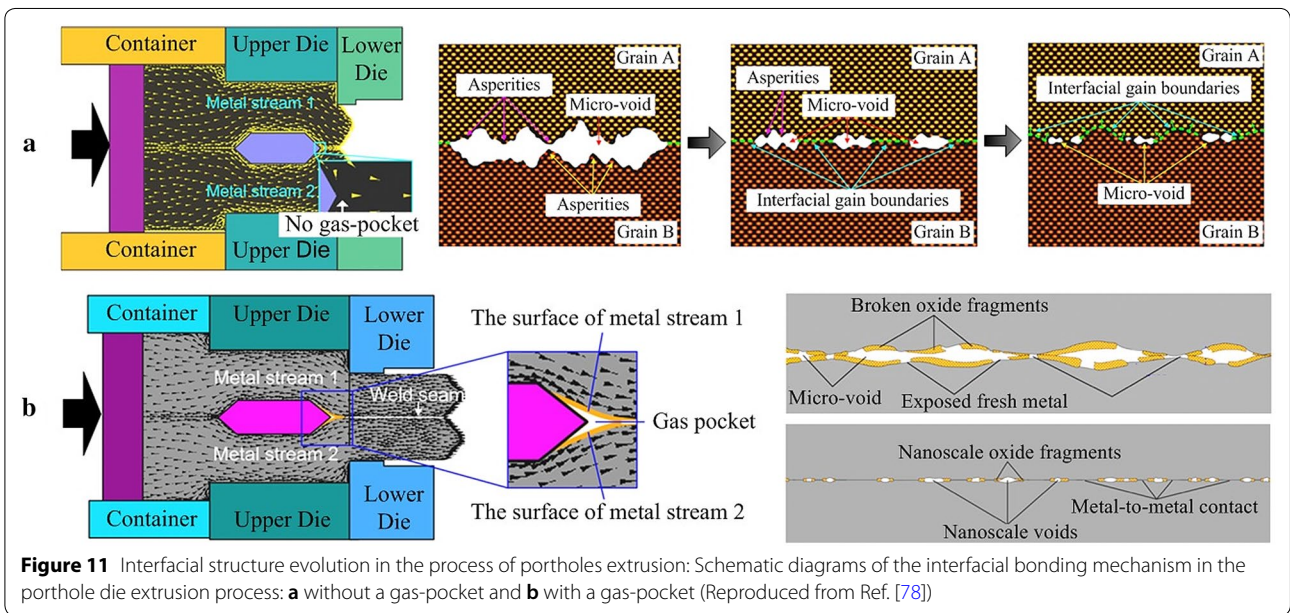 Container
Upper Die
Lower
Die
Metal stream 1
a
Metal stream 2
No gas-pocket
Container
Upper Die
Grain A
Asperities
Micro-void
Asperities
Grain B
Grain A
Asperities
Micro-void
Interfacial gain boundaries
Grain B
Grain A
Interfacial gain boundaries
Micro-void
Grain B
Container
Upper Die
Lower
Die
Metal stream 1
Weld seam
b
Metal stream 2
Container
Upper Die
Lower
Die
The surface of metal stream 1
Gas pocket
The surface of metal stream 2
Broken oxide fragments
Micro-void
Exposed fresh metal
Nanoscale oxide fragments
Metal-to-metal contact
Nanoscale voids
Figure 11 Interfacial structure evolution in the process of portholes extrusion: Schematic diagrams of the interfacial bonding mechanism in the
porthole die extrusion process: a without a gas-pocket and b with a gas-pocket (Reproduced from Ref. [78])